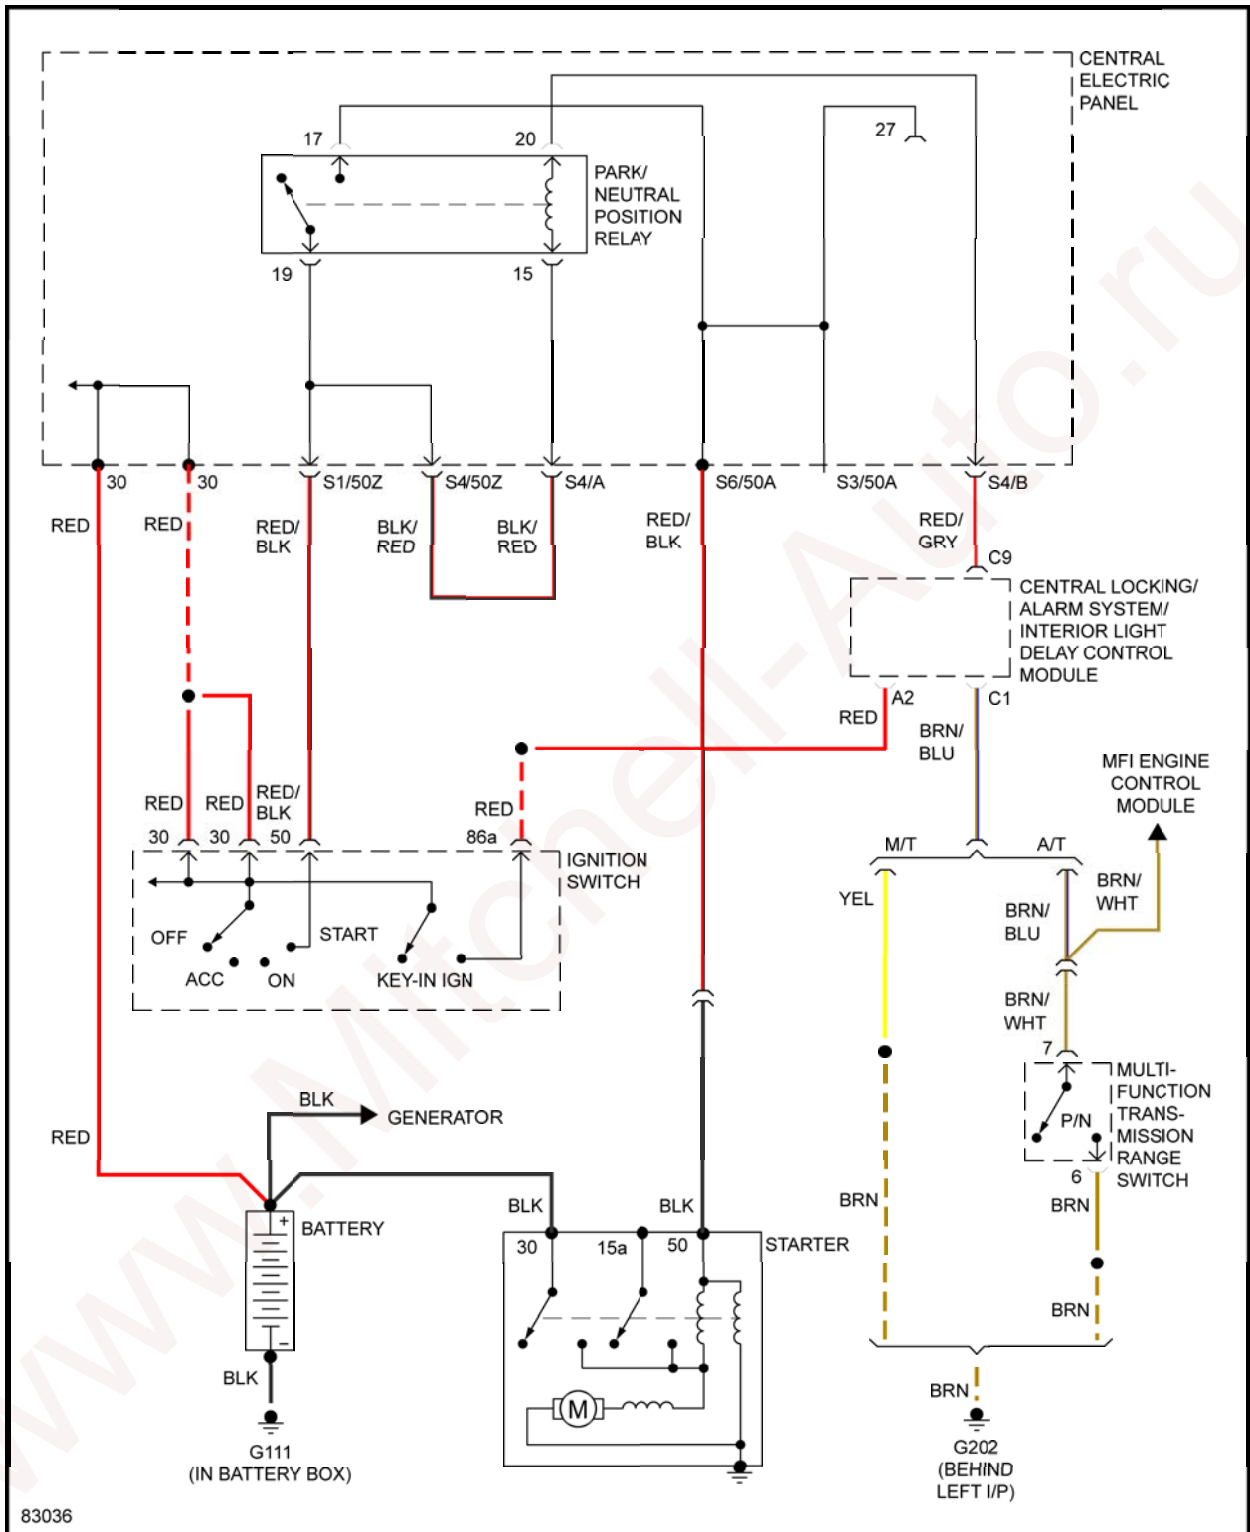 CENTRAL
ELECTRIC
PANEL
17
20
27
PARK/
NEUTRAL
POSITION
RELAY
19
15
30
30
S1/50Z
S4/50Z
S4/A
S6/50A
S3/50A
S4/B
RED
RED
RED/
BLK
BLK/
RED
BLK/
RED
RED/
BLK
RED/
GRY
C9
CENTRAL LOCKING/
ALARM SYSTEM/
INTERIOR LIGHT
DELAY CONTROL
MODULE
A2
C1
RED
BRN/
BLU
MFI ENGINE
CONTROL
MODULE
RED
RED
RED/
BLK
RED
30
30
50
86a
IGNITION
SWITCH
M/T
A/T
YEL
BRN/
BLU
BRN/
WHT
OFF
START
ACC
ON
KEY-IN IGN
BRN/
WHT
7
MULTI-
FUNCTION
TRANS-
MISSION
RANGE
SWITCH
P/N
6
BLK
GENERATOR
RED
BRN
BRN
BLK
BLK
+
BATTERY
30
15a
50
STARTER
BRN
–
BLK
M
BRN
G111
(IN BATTERY BOX)
G202
(BEHIND
LEFT I/P)
83036
www.Mitchell-Auto.ru